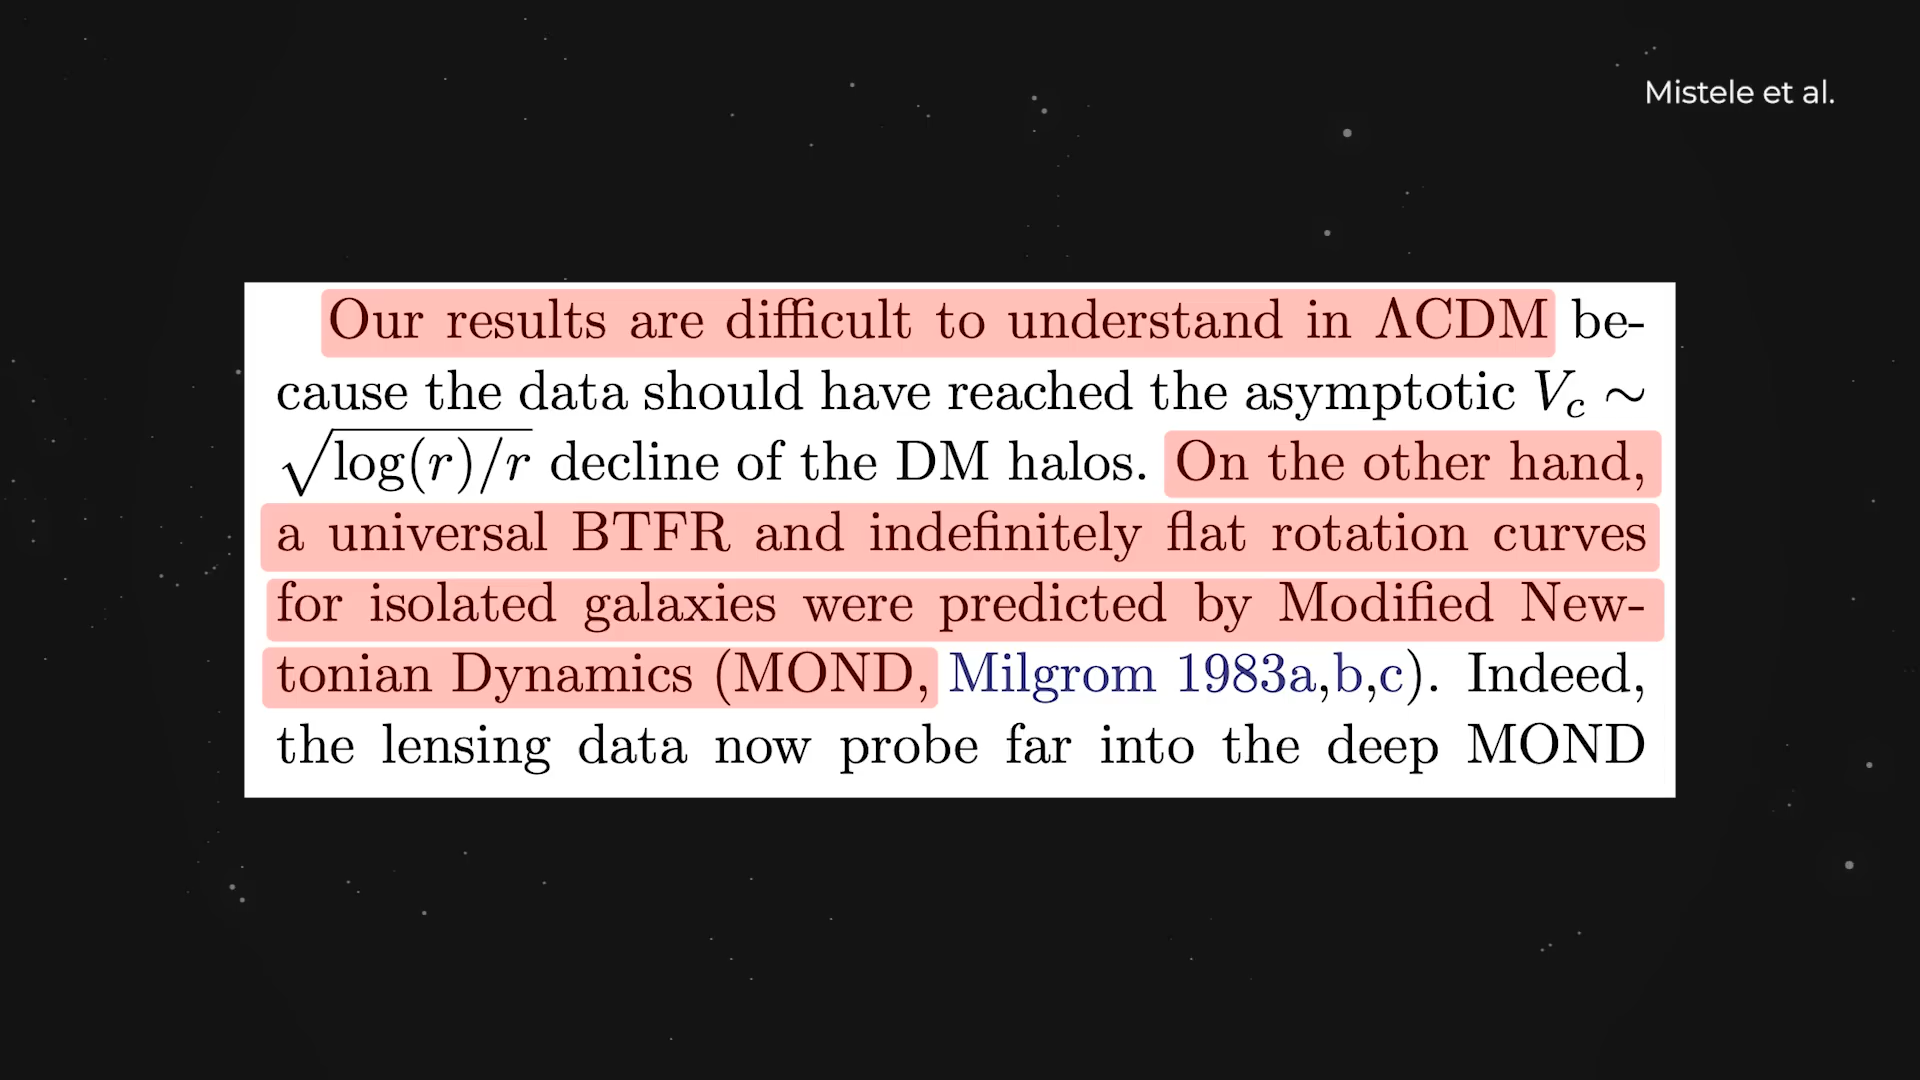 Mistele et al.
Our results are difficult to understand in ΛCDM be-
cause the data should have reached the asymptotic V_c ∼
√log(r)/r decline of the DM halos. On the other hand,
a universal BTFR and indefinitely flat rotation curves
for isolated galaxies were predicted by Modified New-
tonian Dynamics (MOND, Milgrom 1983a,b,c). Indeed,
the lensing data now probe far into the deep MOND